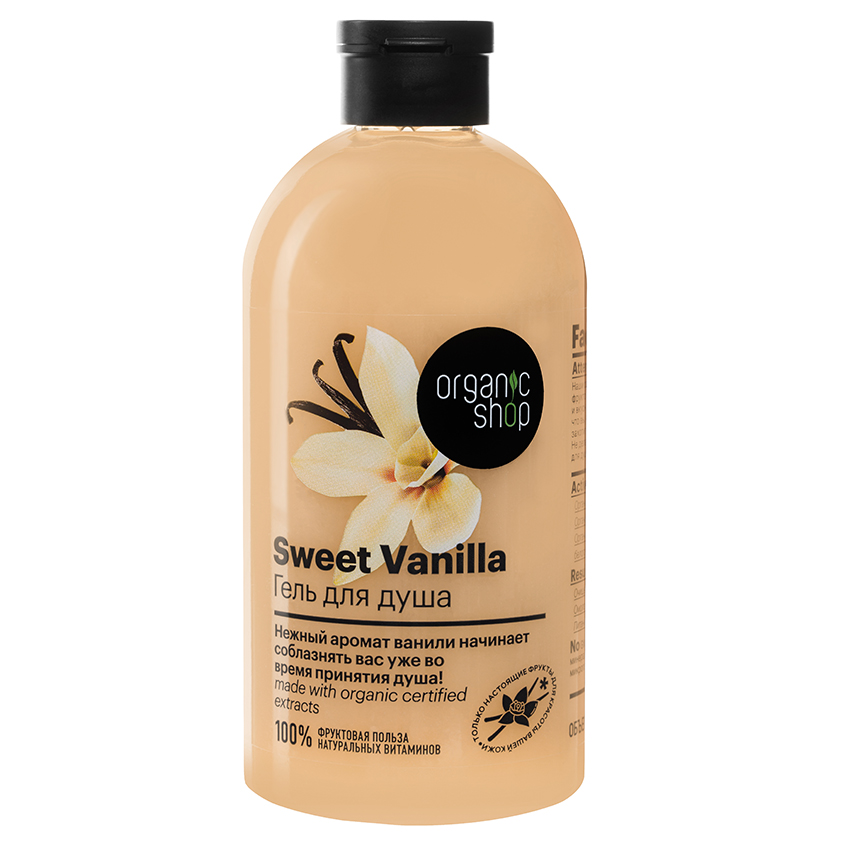 organic
shop
Sweet Vanilla
Гель для душа
Нежный аромат ванили начинает
соблазнять вас уже во
время принятия душа!
made with organic certified
extracts
100% ФРУКТОВАЯ ПОЛЬЗА
НАТУРАЛЬНЫХ ВИТАМИНОВ
ТОЛЬКО НАСТОЯЩИЕ ФРУКТЫ ДЛЯ КРАСОТЫ ВАШЕЙ КОЖИ
No